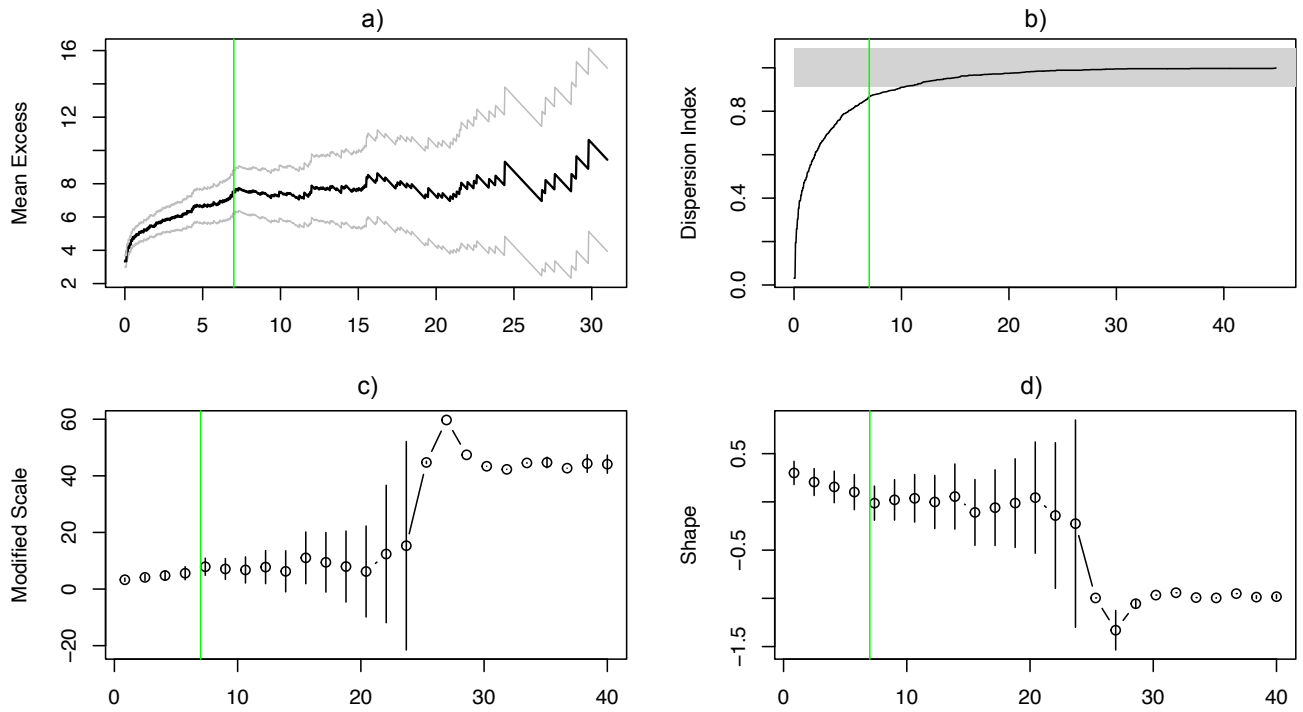 a)
Mean Excess
2 4 6 8 12 16
0 5 10 15 20 25 30
b)
Dispersion Index
0.0 0.4 0.8
0 10 20 30 40
c)
Modified Scale
−20 0 20 40 60
0 10 20 30 40
d)
Shape
−1.5 −0.5 0.5
0 10 20 30 40